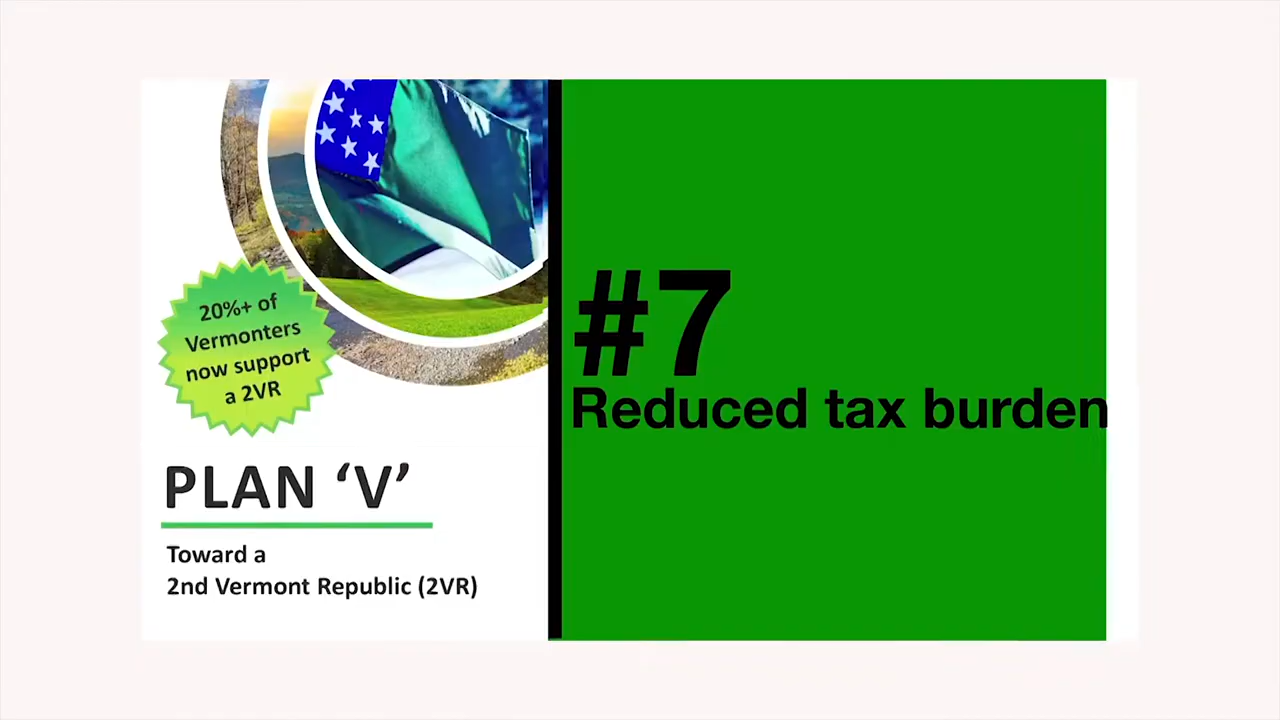 20%+ of
Vermonters
now support
a 2VR
PLAN ‘V’
Toward a
2nd Vermont Republic (2VR)
#7
Reduced tax burden